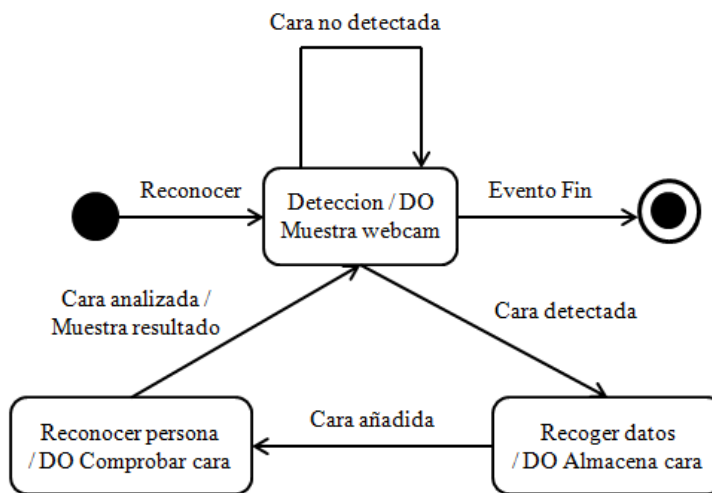 Cara no detectada
Reconocer
Deteccion / DO
Muestra webcam
Evento Fin
Cara analizada /
Muestra resultado
Cara detectada
Reconocer persona
/ DO Comprobar cara
Cara añadida
Recoger datos
/ DO Almacena cara